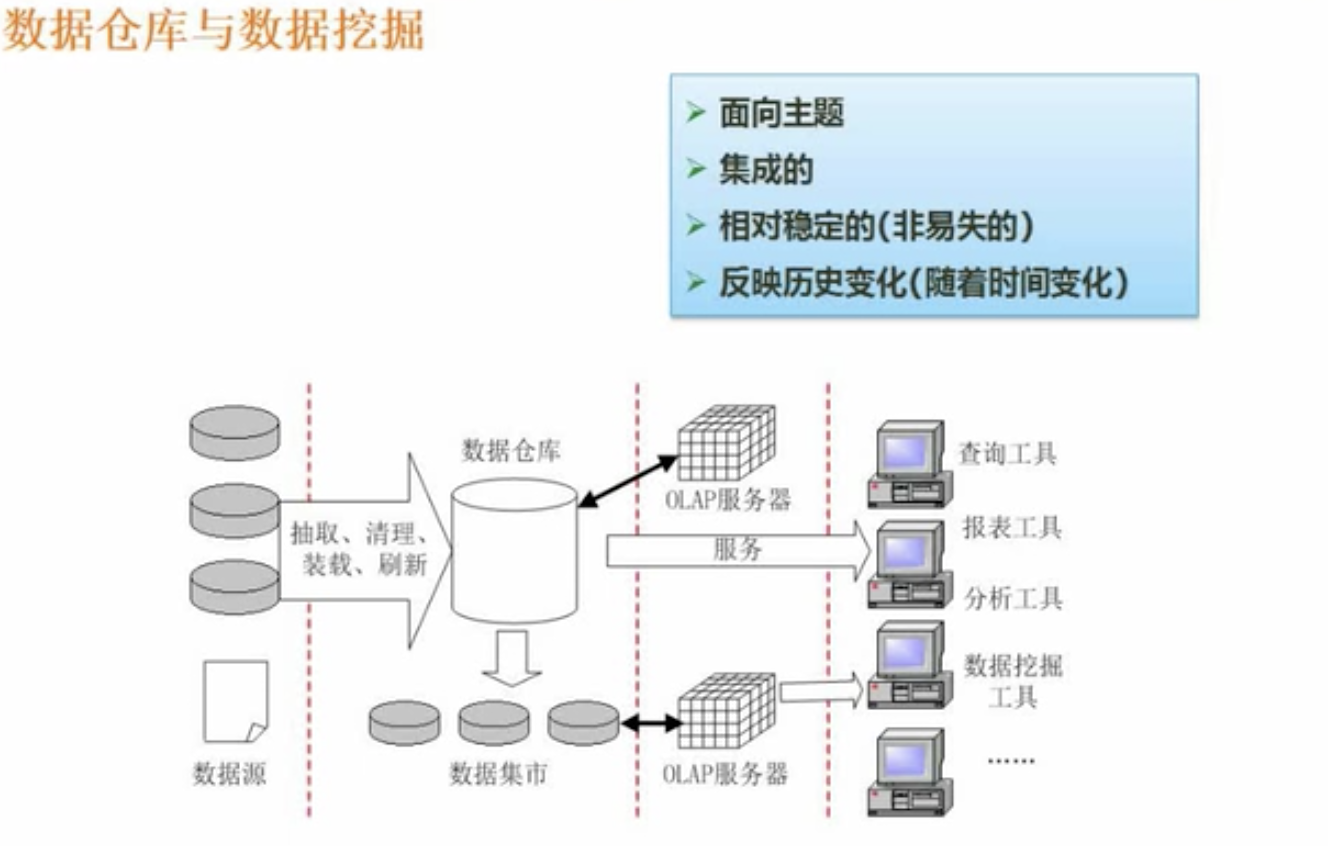 数据仓库与数据挖掘
面向主题
集成的
相对稳定的(非易失的)
反映历史变化(随着时间变化)
数据仓库
抽取、清理、
装载、刷新
OLAP服务器
服务
查询工具
报表工具
分析工具
数据挖掘
工具
……
数据源
数据集市
OLAP服务器